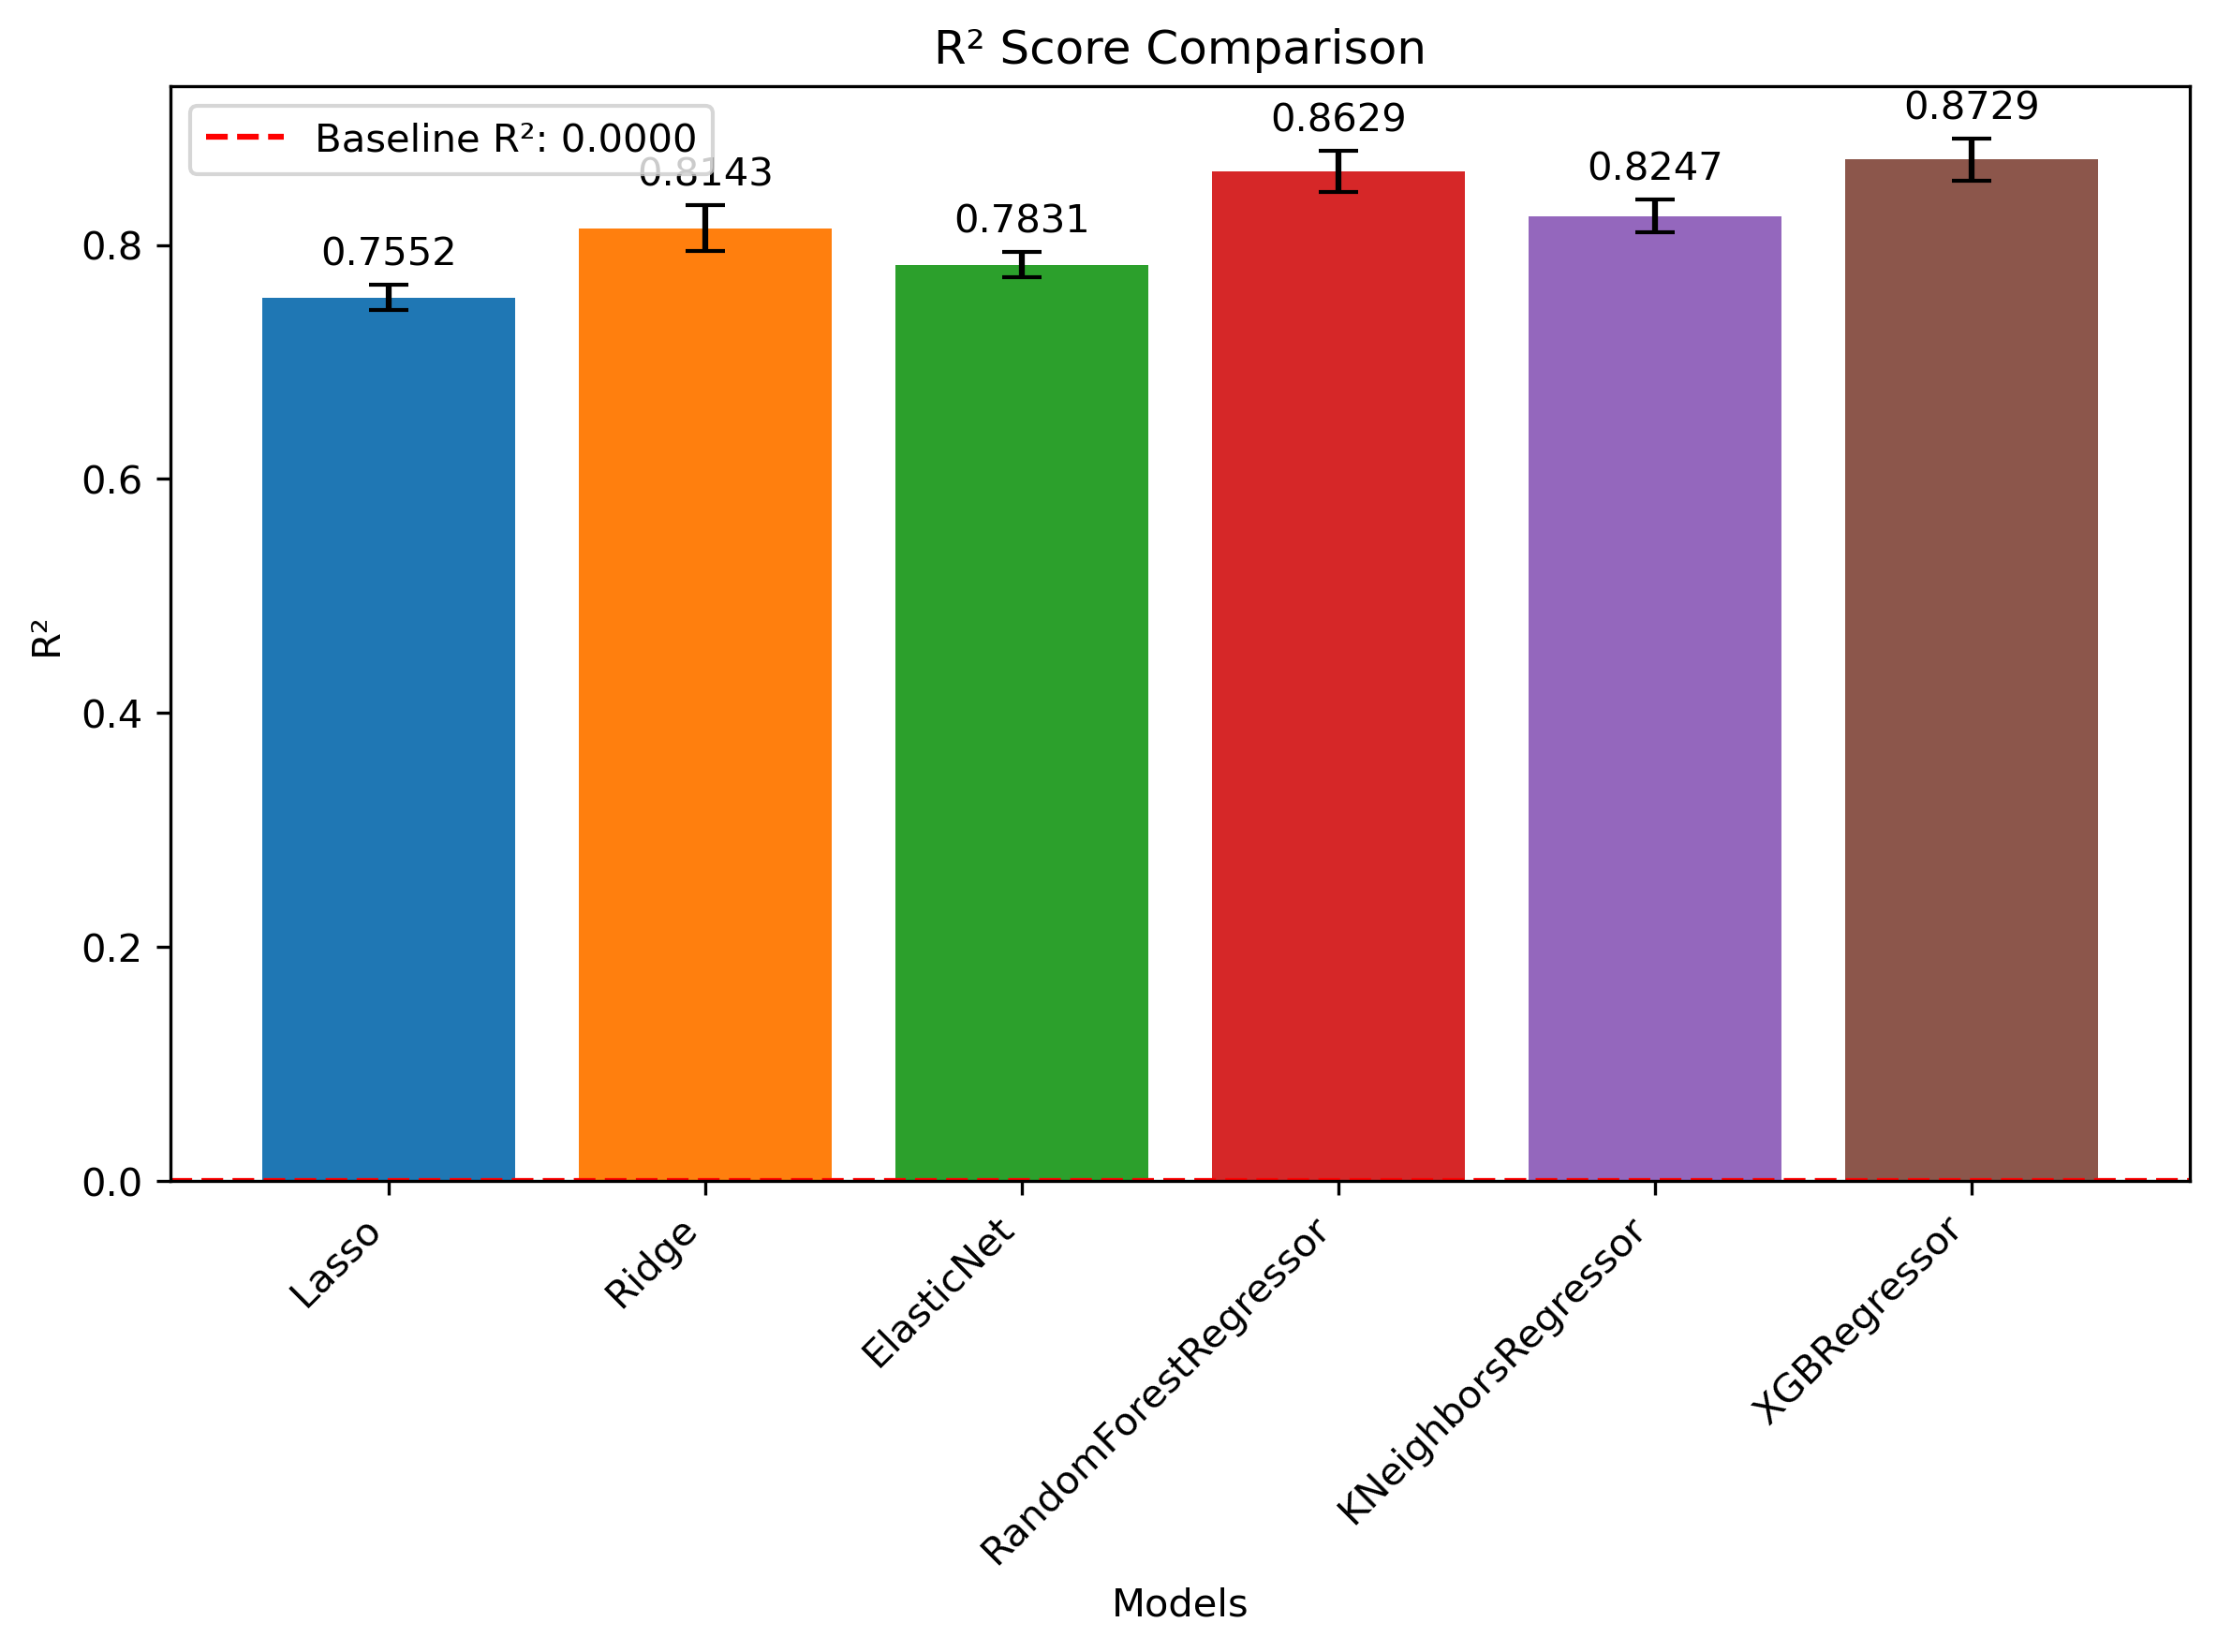 R² Score Comparison
Baseline R²: 0.0000
0.7552
0.8143
0.7831
0.8629
0.8247
0.8729
R²
0.8
0.6
0.4
0.2
0.0
Lasso
Ridge
ElasticNet
RandomForestRegressor
KNeighborsRegressor
XGBRegressor
Models